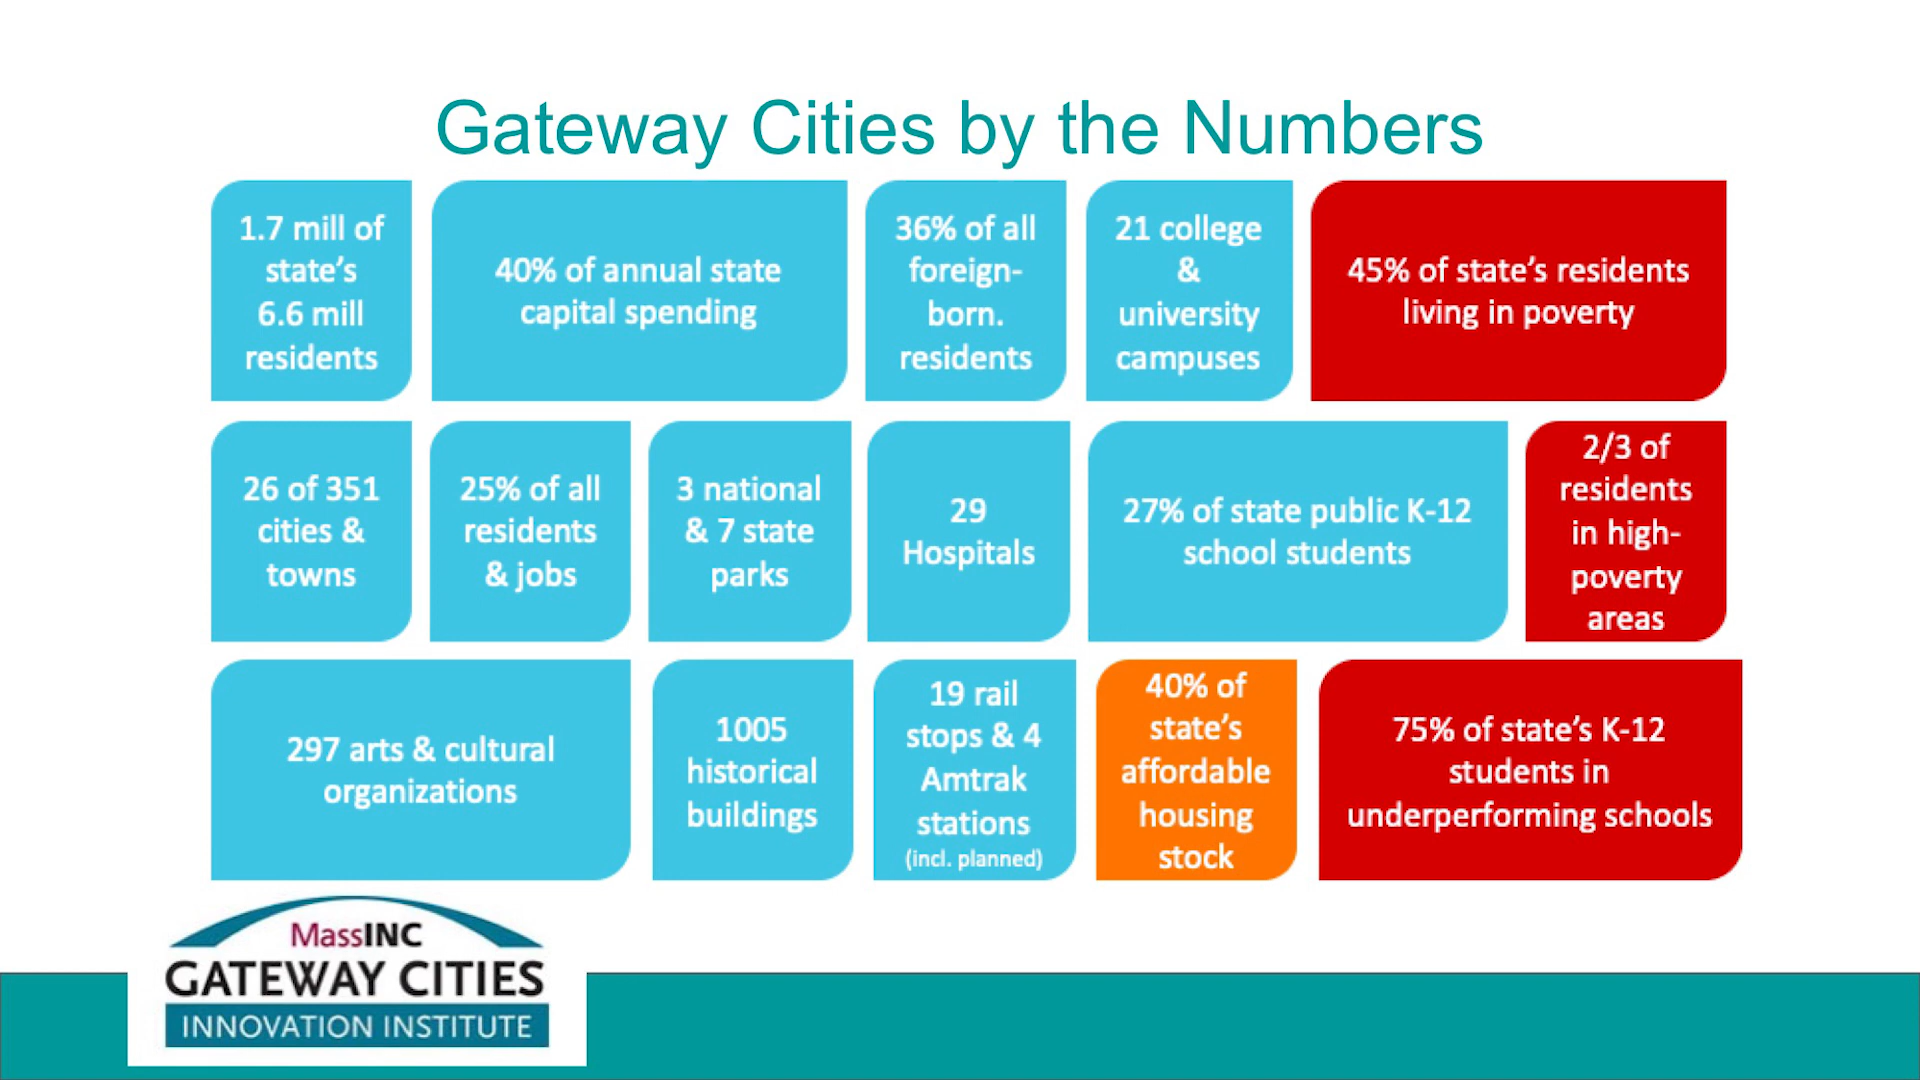 Gateway Cities by the Numbers
1.7 mill of
state's
6.6 mill
residents
40% of annual state
capital spending
36% of all
foreign-
born.
residents
21 college
&
university
campuses
45% of state's residents
living in poverty
26 of 351
cities &
towns
25% of all
residents
& jobs
3 national
& 7 state
parks
29
Hospitals
27% of state public K-12
school students
2/3 of
residents
in high-
poverty
areas
297 arts & cultural
organizations
1005
historical
buildings
19 rail
stops & 4
Amtrak
stations
(incl. planned)
40% of
state's
affordable
housing
stock
75% of state's K-12
students in
underperforming schools
MassINC
GATEWAY CITIES
INNOVATION INSTITUTE